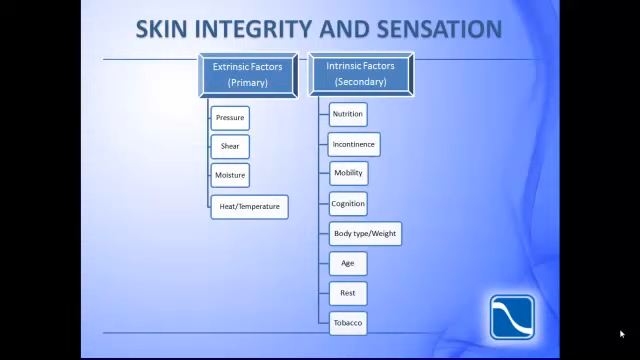 SKIN INTEGRITY AND SENSATION
Extrinsic Factors
(Primary)
Pressure
Shear
Moisture
Heat/Temperature
Intrinsic Factors
(Secondary)
Nutrition
Incontinence
Mobility
Cognition
Body type/Weight
Age
Rest
Tobacco